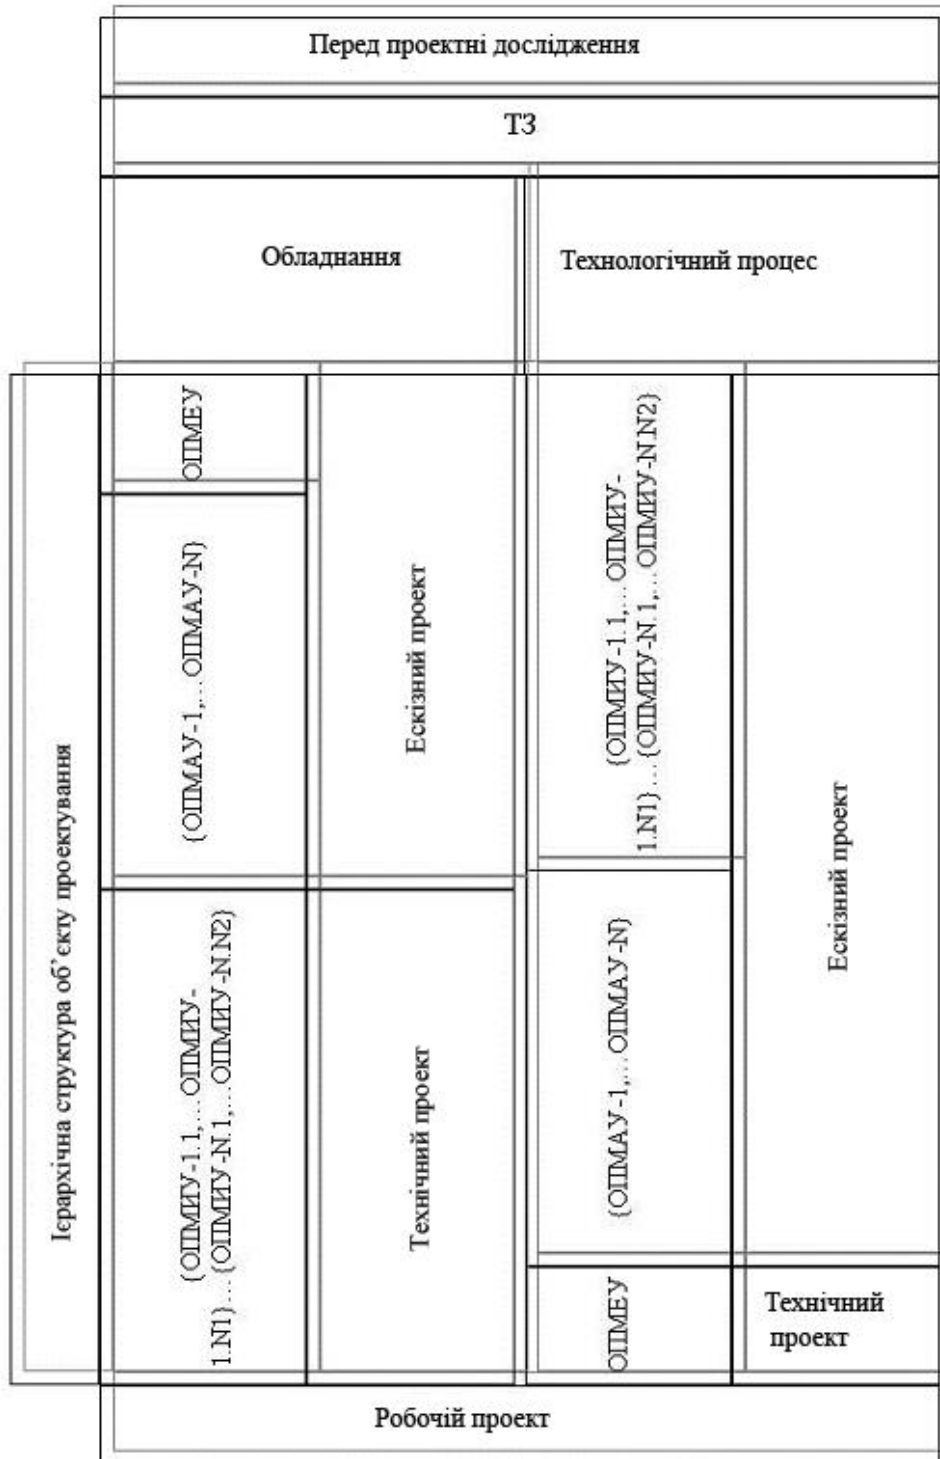 Перед проектні дослідження
ТЗ
Обладнання
Технологічний процес
Ієрархічна структура об’єкту проектування
ОПМЕУ
{ОПМАУ-1,…ОПМАУ-N}
{ОПМИУ-1.1,…ОПМИУ-
1.N1}…{ОПМИУ-N.1,…ОПМИУ-N.N2}
Ескізний проект
Технічний проект
{ОПМИУ-1.1,…ОПМИУ-
1.N1}…{ОПМИУ-N.1,…ОПМИУ-N.N2}
{ОПМАУ-1,…ОПМАУ-N}
ОПМЕУ
Ескізний проект
Технічний
проект
Робочій проект